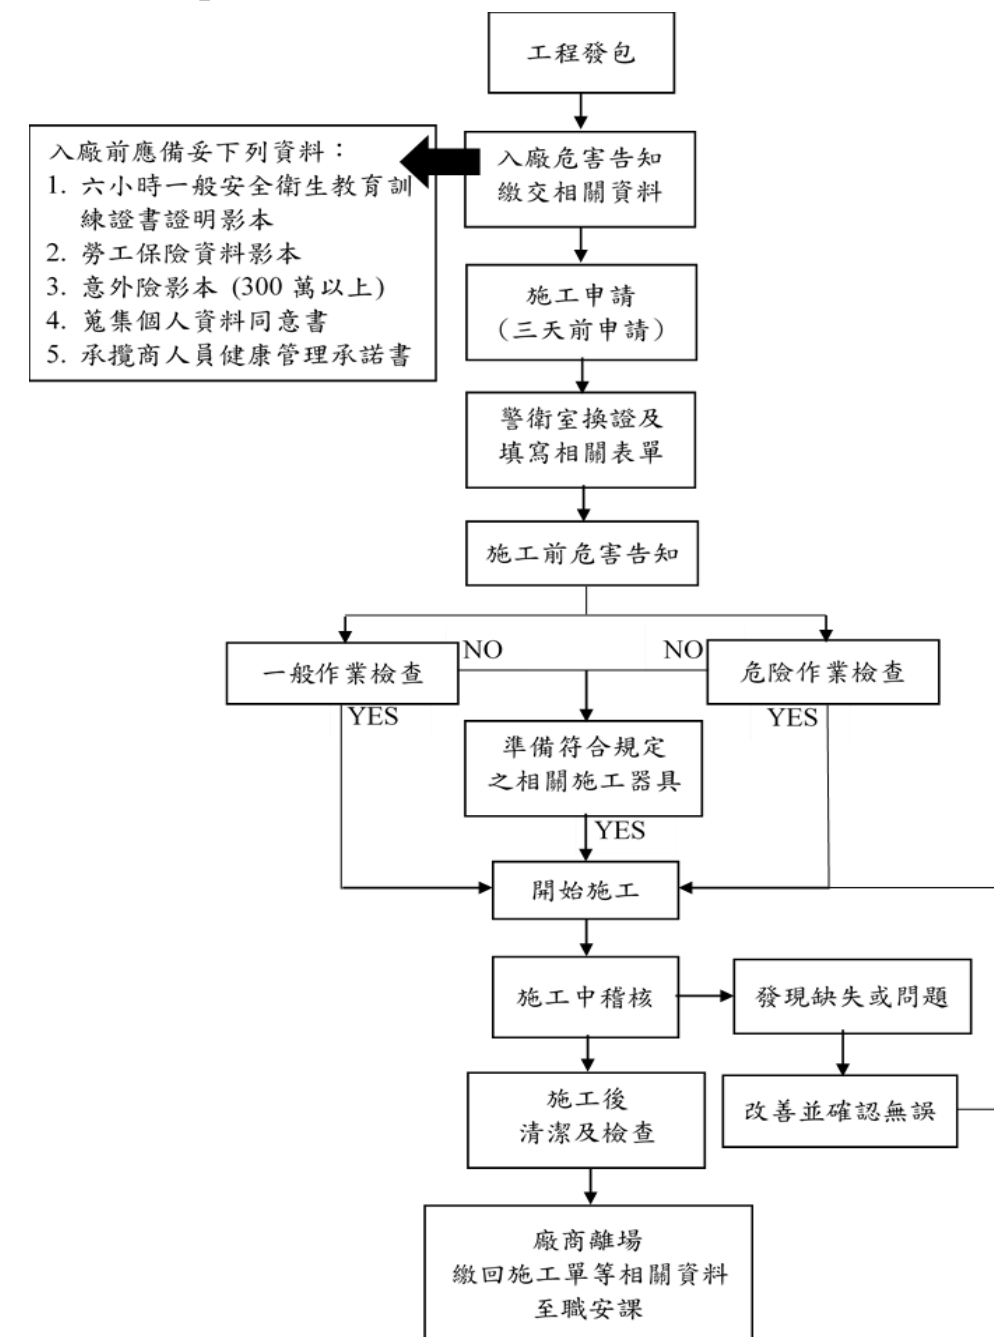 工程發包
入廠前應備妥下列資料：
1. 六小時一般安全衛生教育訓
練證書證明影本
2. 勞工保險資料影本
3. 意外險影本 (300 萬以上)
4. 蒐集個人資料同意書
5. 承攬商人員健康管理承諾書
入廠危害告知
繳交相關資料
施工申請
(三天前申請)
警衛室換證及
填寫相關表單
施工前危害告知
一般作業檢查
NO
NO
危險作業檢查
YES
YES
準備符合規定
之相關施工器具
YES
開始施工
施工中稽核
發現缺失或問題
施工後
清潔及檢查
改善並確認無誤
廠商離場
繳回施工單等相關資料
至職安課